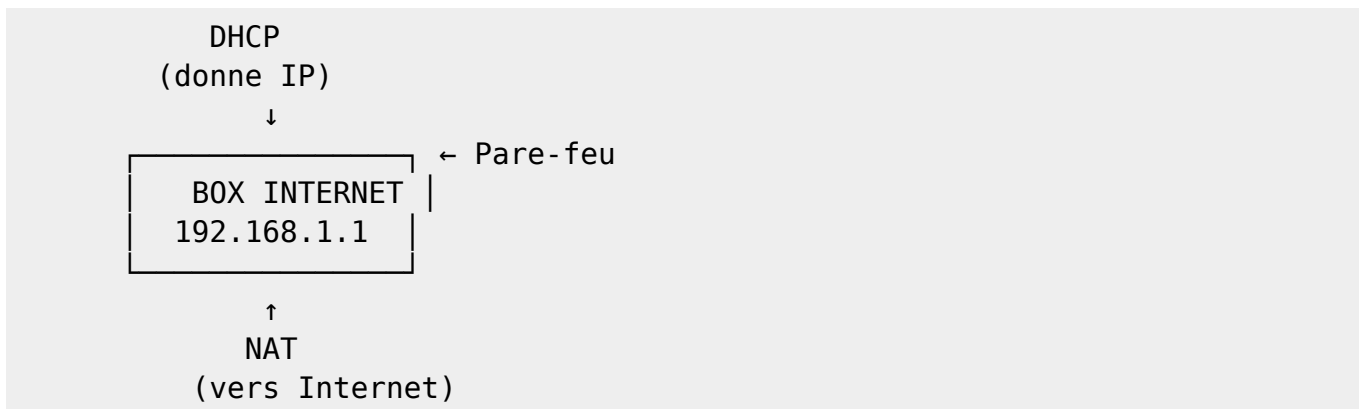 DHCP
(donne IP)
↓
← Pare-feu
BOX INTERNET
192.168.1.1
↑
NAT
(vers Internet)